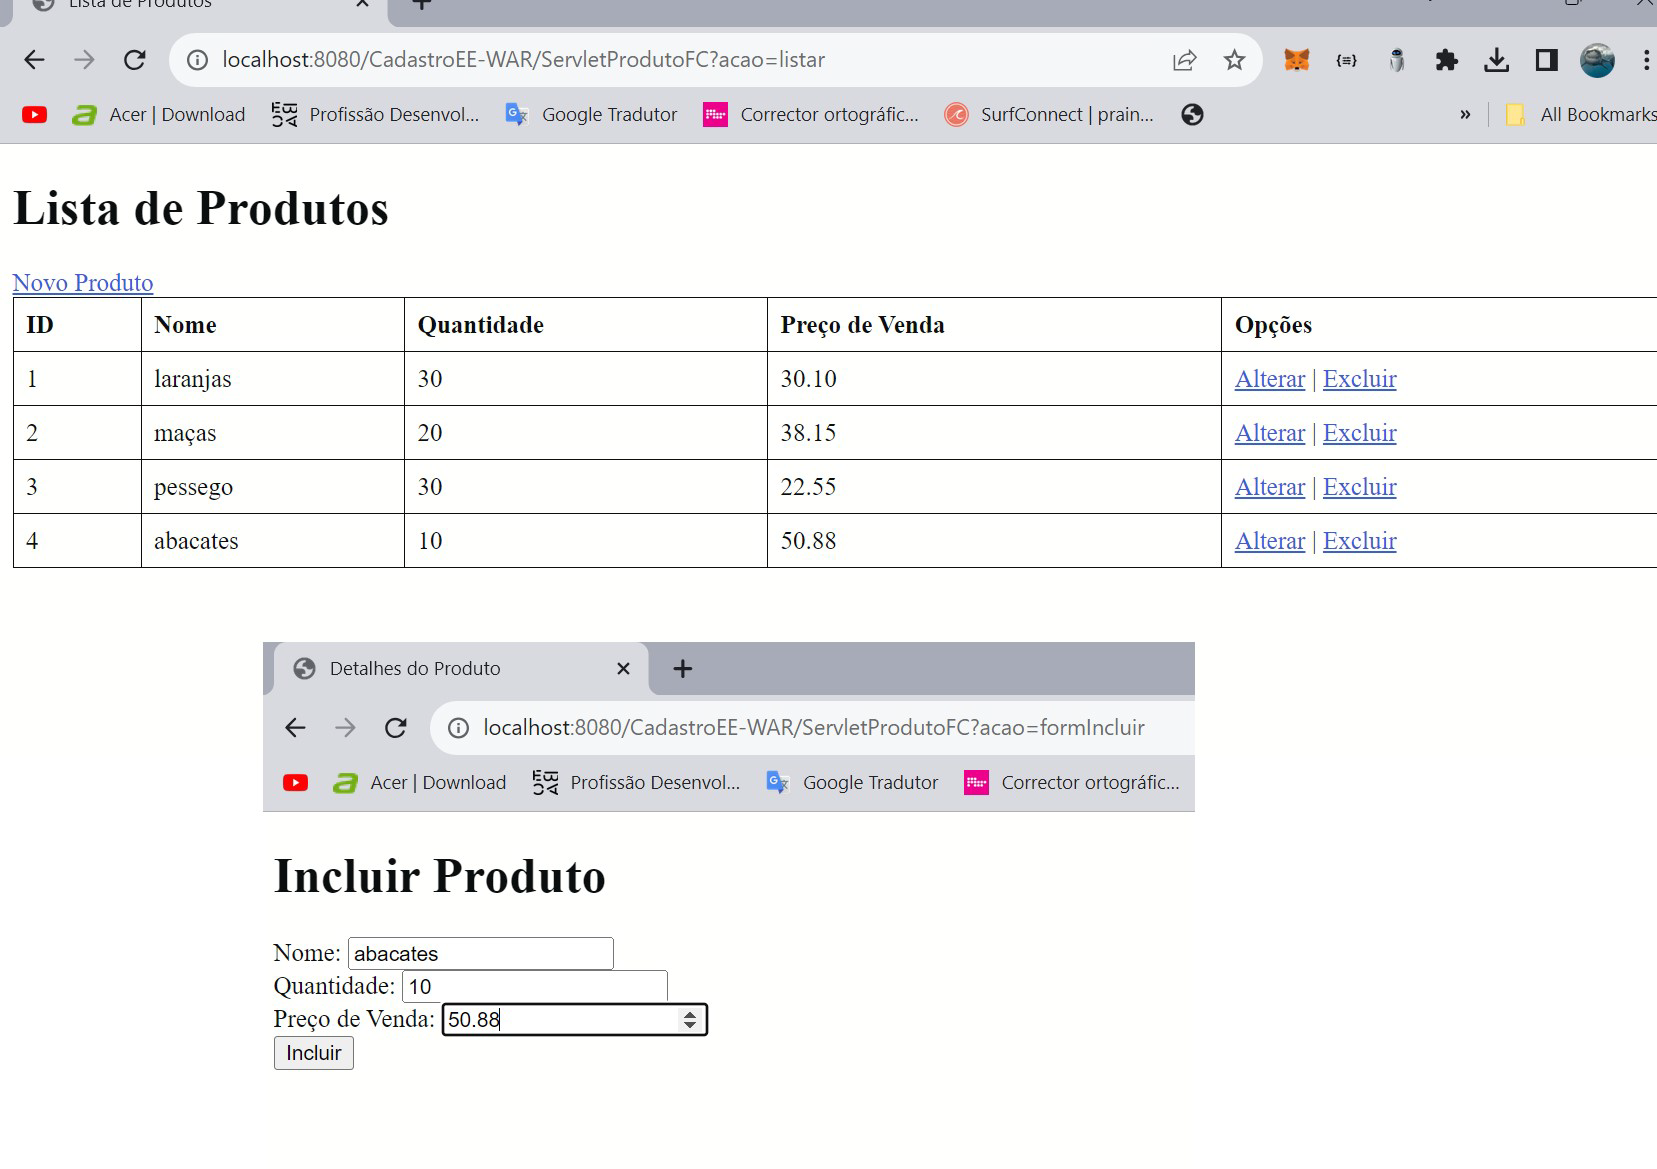 Lista de Produtos
localhost:8080/CadastroEE-WAR/ServletProdutoFC?acao=listar
Acer | Download Profissão Desenvol... Google Tradutor Corrector ortográfic... SurfConnect | prain... » All Bookmarks
Lista de Produtos
Novo Produto
ID Nome Quantidade Preço de Venda Opções
1 laranjas 30 30.10 Alterar | Excluir
2 maças 20 38.15 Alterar | Excluir
3 pessego 30 22.55 Alterar | Excluir
4 abacates 10 50.88 Alterar | Excluir
Detalhes do Produto
localhost:8080/CadastroEE-WAR/ServletProdutoFC?acao=formIncluir
Acer | Download Profissão Desenvol... Google Tradutor Corrector ortográfic...
Incluir Produto
Nome: abacates
Quantidade: 10
Preço de Venda: 50.88
Incluir